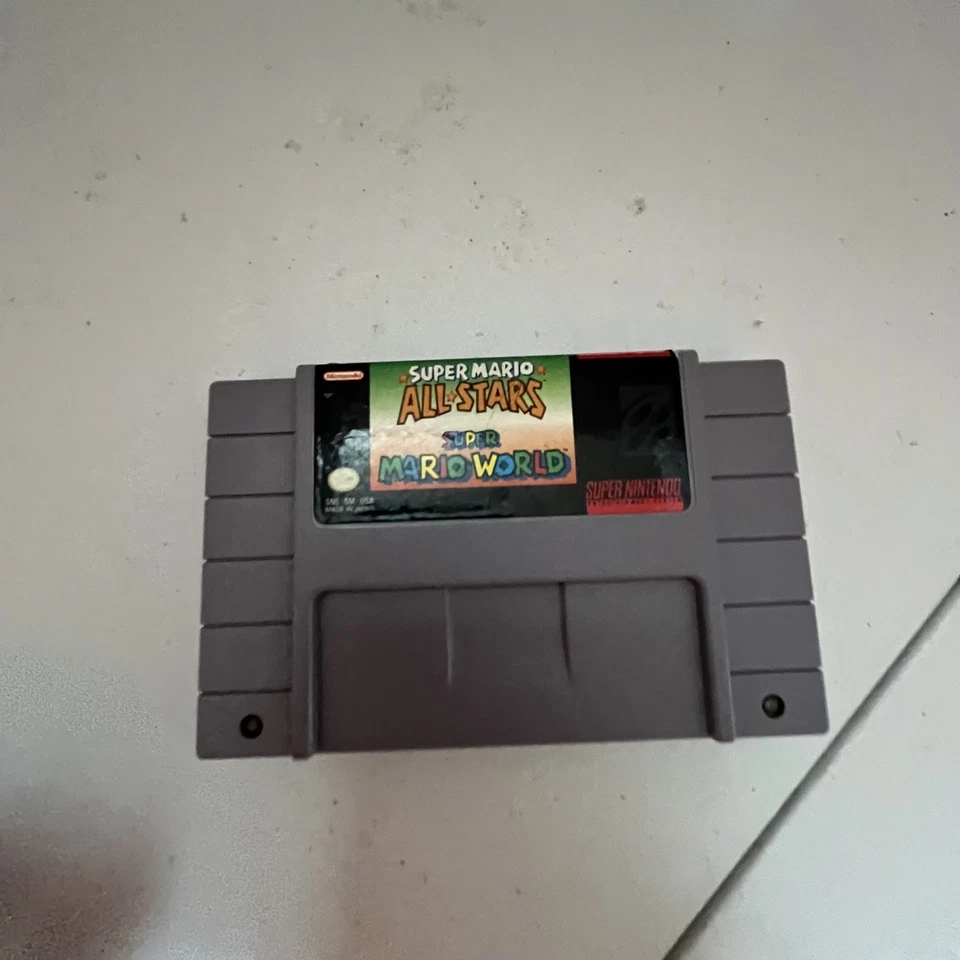 Nintendo
SUPER MARIO
ALL★STARS
SUPER
MARIO WORLD
SNS-5M-USA
MADE IN JAPAN
SUPER NINTENDO